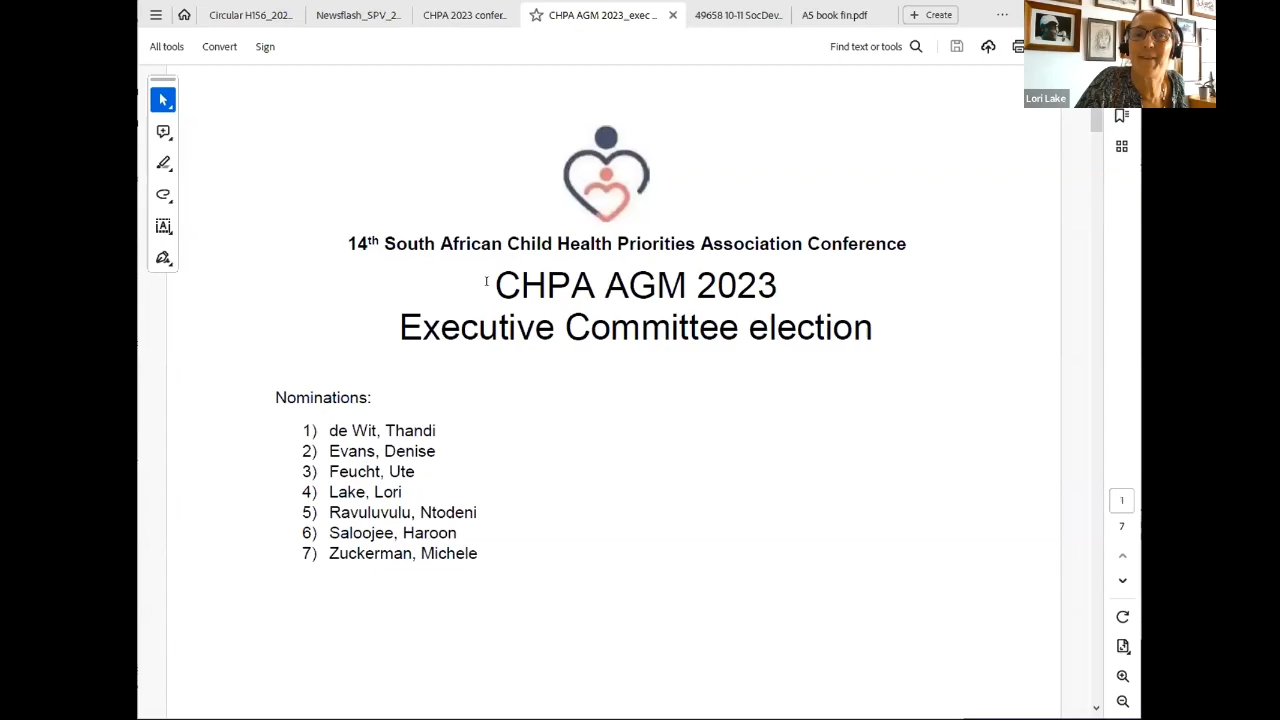 Circular H156_202...
Newsflash_SPV_2...
CHPA 2023 confer...
CHPA AGM 2023_exec ...
49658 10-11 SocDev...
A5 book fin.pdf
Create
All tools
Convert
Sign
Find text or tools
Lori Lake
14th South African Child Health Priorities Association Conference
CHPA AGM 2023
Executive Committee election
Nominations:
1) de Wit, Thandi
2) Evans, Denise
3) Feucht, Ute
4) Lake, Lori
5) Ravuluvulu, Ntodeni
6) Saloojee, Haroon
7) Zuckerman, Michele
1
7